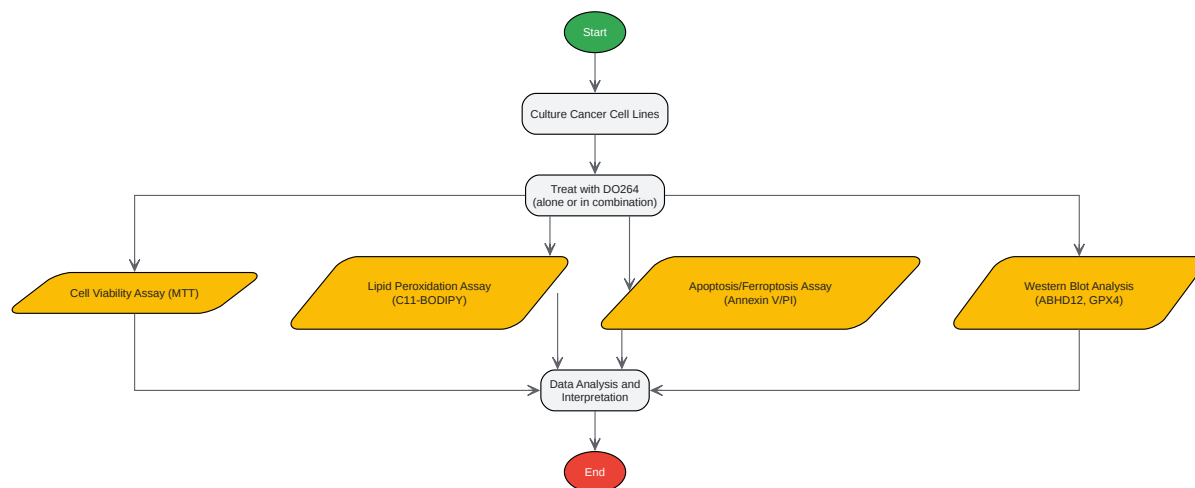 Start
Culture Cancer Cell Lines
Treat with DO264
(alone or in combination)
Cell Viability Assay (MTT)
Lipid Peroxidation Assay
(C11-BODIPY)
Apoptosis/Ferroptosis Assay
(Annexin V/PI)
Western Blot Analysis
(ABHD12, GPX4)
Data Analysis and
Interpretation
End